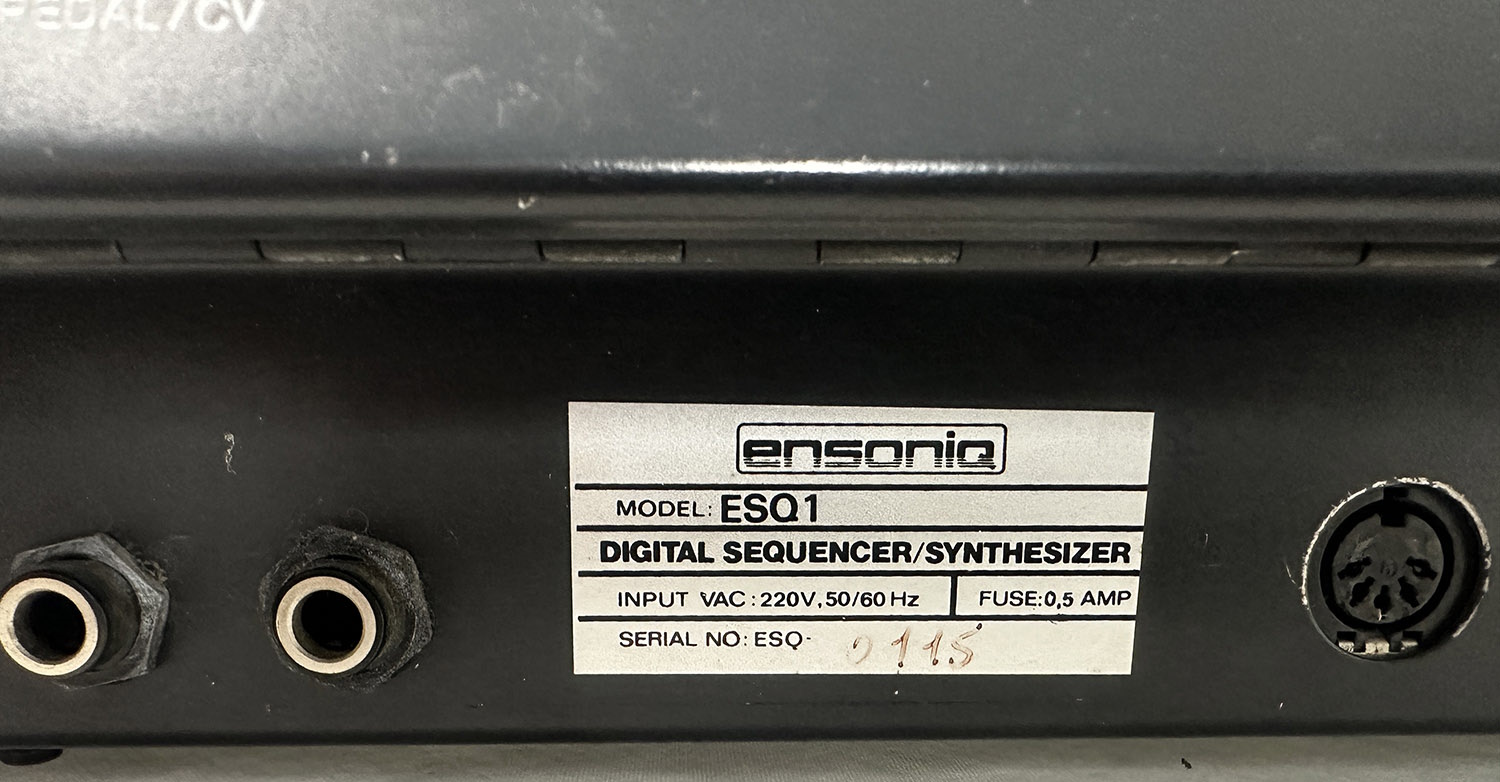 PEDAL/CV
ensoniq
MODEL: ESQ1
DIGITAL SEQUENCER/SYNTHESIZER
INPUT VAC: 220V, 50/60 Hz FUSE: 0,5 AMP
SERIAL NO: ESQ- 0115